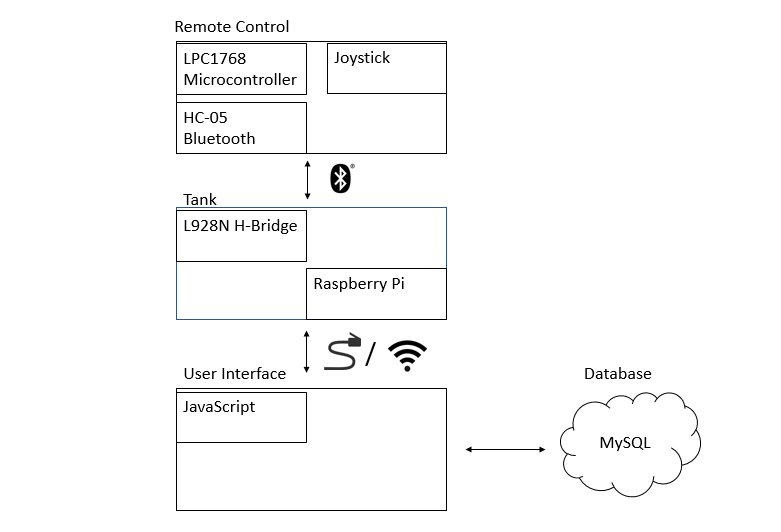 Remote Control
LPC1768
Microcontroller
Joystick
HC-05
Bluetooth
®
Tank
L928N H-Bridge
Raspberry Pi
/
User Interface
JavaScript
Database
MySQL